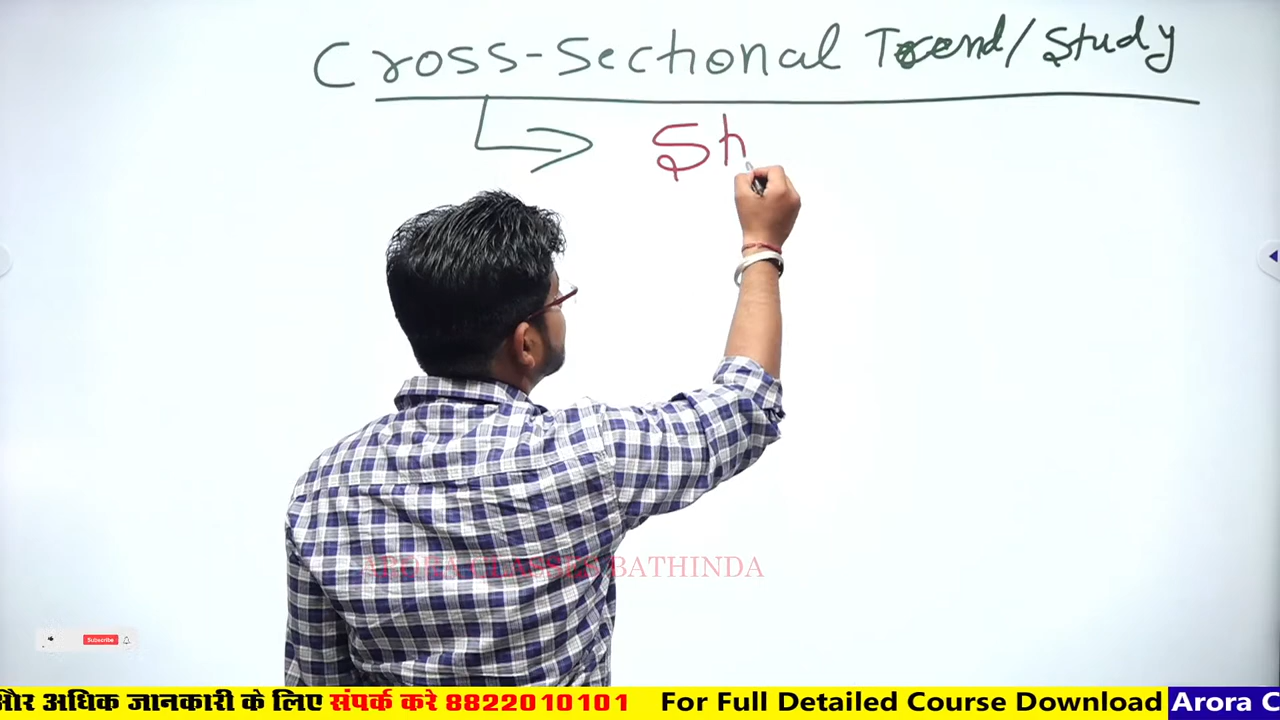 Cross-Sectional Trend/Study
Sh
ARORA CLASSES BATHINDA
Subscribe
और अधिक जानकारी के लिए संपर्क करे 8822010101 For Full Detailed Course Download Arora C